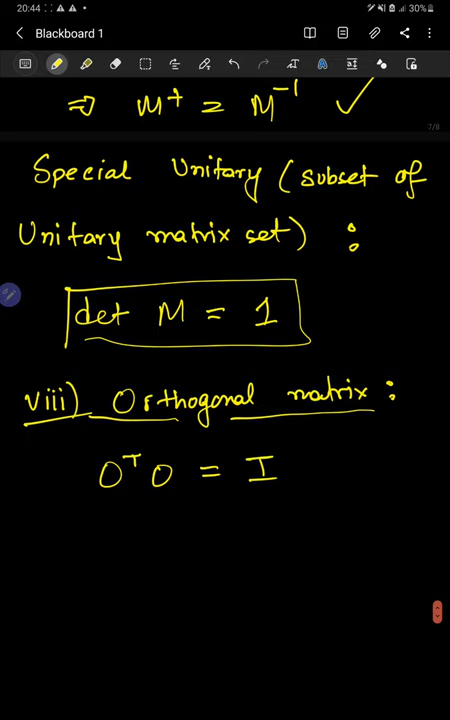 20:44 30%
Blackboard 1
⇒ M† = M⁻¹ ✓
7/8
Special Unitary (subset of
Unitary matrix set) :
det M = 1
viii) Orthogonal matrix :
OᵀO = I